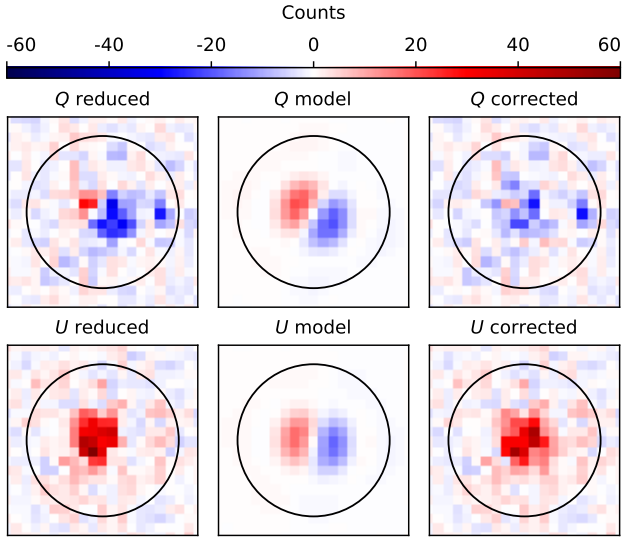 Counts
-60 -40 -20 0 20 40 60
Q reduced Q model Q corrected
U reduced U model U corrected